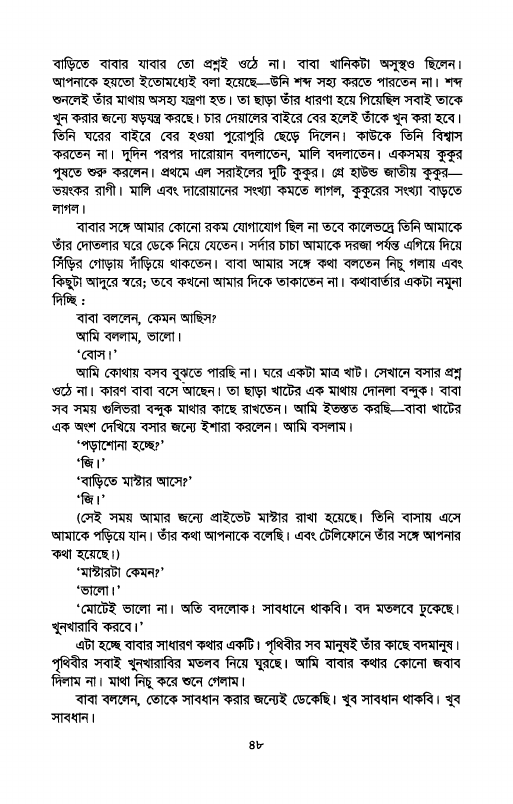 বাড়িতে বাবার যাবার তো প্রশ্নই ওঠে না। বাবা খানিকটা অসুস্থও ছিলেন।
আপনাকে হয়তো ইতোমধ্যেই বলা হয়েছে—উনি শব্দ সহ্য করতে পারতেন না। শব্দ
শুনলেই তাঁর মাথায় অসহ্য যন্ত্রণা হত। তা ছাড়া তাঁর ধারণা হয়ে গিয়েছিল সবাই তাকে
খুন করার জন্যে ষড়যন্ত্র করছে। চার দেয়ালের বাইরে বের হলেই তাঁকে খুন করা হবে।
তিনি ঘরের বাইরে বের হওয়া পুরোপুরি ছেড়ে দিলেন। কাউকে তিনি বিশ্বাস
করতেন না। দুদিন পরপর দারোয়ান বদলাতেন, মালি বদলাতেন। একসময় কুকুর
পুষতে শুরু করলেন। প্রথমে এল সরাইলের দুটি কুকুর। গ্রে হাউন্ড জাতীয় কুকুর—
ভয়ংকর রাগী। মালি এবং দারোয়ানের সংখ্যা কমতে লাগল, কুকুরের সংখ্যা বাড়তে
লাগল।
বাবার সঙ্গে আমার কোনো রকম যোগাযোগ ছিল না তবে কালেভদ্রে তিনি আমাকে
তাঁর দোতলার ঘরে ডেকে নিয়ে যেতেন। সর্দার চাচা আমাকে দরজা পর্যন্ত এগিয়ে দিয়ে
সিঁড়ির গোড়ায় দাঁড়িয়ে থাকতেন। বাবা আমার সঙ্গে কথা বলতেন নিচু গলায় এবং
কিছুটা আদুরে স্বরে; তবে কখনো আমার দিকে তাকাতেন না। কথাবার্তার একটা নমুনা
দিচ্ছি :
বাবা বললেন, কেমন আছিস?
আমি বললাম, ভালো।
‘বোস।’
আমি কোথায় বসব বুঝতে পারছি না। ঘরে একটা মাত্র খাট। সেখানে বসার প্রশ্ন
ওঠে না। কারণ বাবা বসে আছেন। তা ছাড়া খাটের এক মাথায় দোনলা বন্দুক। বাবা
সব সময় গুলিভরা বন্দুক মাথার কাছে রাখতেন। আমি ইতস্তত করছি—বাবা খাটের
এক অংশ দেখিয়ে বসার জন্যে ইশারা করলেন। আমি বসলাম।
‘পড়াশোনা হচ্ছে?’
‘জি।’
‘বাড়িতে মাস্টার আসে?’
‘জি।’
(সেই সময় আমার জন্যে প্রাইভেট মাস্টার রাখা হয়েছে। তিনি বাসায় এসে
আমাকে পড়িয়ে যান। তাঁর কথা আপনাকে বলেছি। এবং টেলিফোনে তাঁর সঙ্গে আপনার
কথা হয়েছে।)
‘মাস্টারটা কেমন?’
‘ভালো।’
‘মোটেই ভালো না। অতি বদলোক। সাবধানে থাকবি। বদ মতলবে ঢুকেছে।
খুনখারাবি করবে।’
এটা হচ্ছে বাবার সাধারণ কথার একটি। পৃথিবীর সব মানুষই তাঁর কাছে বদমানুষ।
পৃথিবীর সবাই খুনখারাবির মতলব নিয়ে ঘুরছে। আমি বাবার কথার কোনো জবাব
দিলাম না। মাথা নিচু করে শুনে গেলাম।
বাবা বললেন, তোকে সাবধান করার জন্যেই ডেকেছি। খুব সাবধান থাকবি। খুব
সাবধান।
৪৮